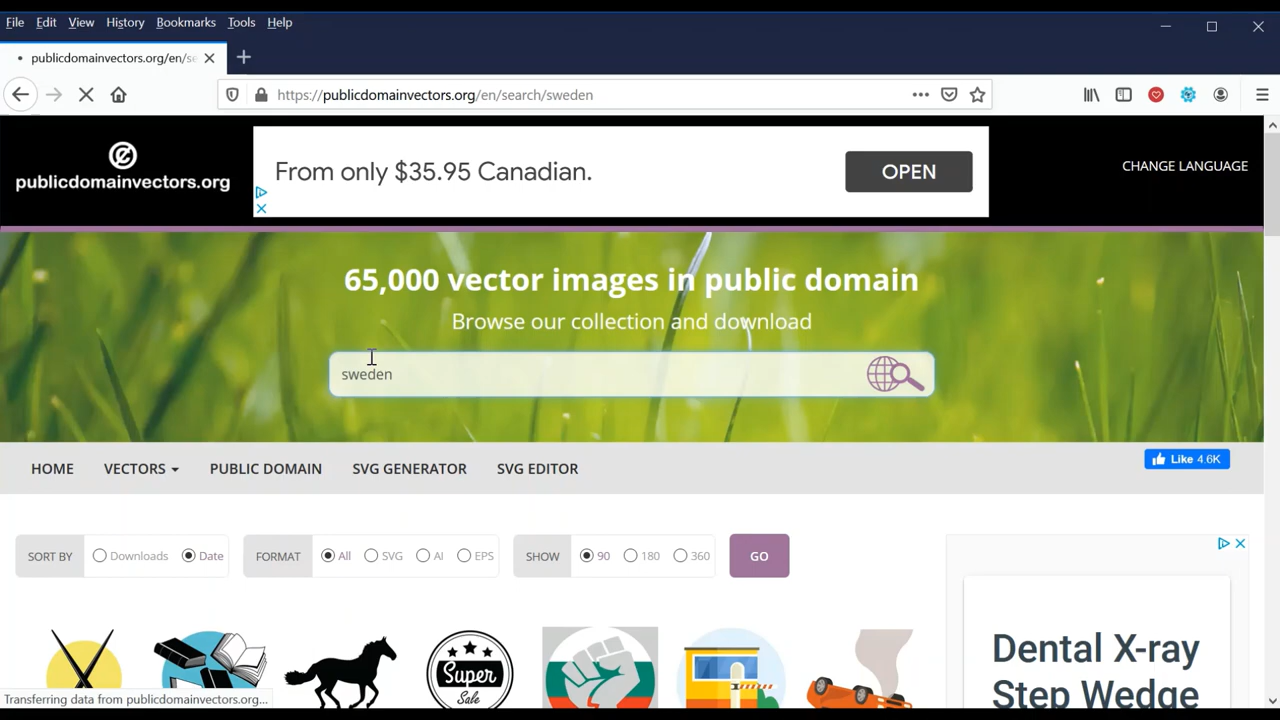 File Edit View History Bookmarks Tools Help
publicdomainvectors.org/en/se
https://publicdomainvectors.org/en/search/sweden
publicdomainvectors.org
From only $35.95 Canadian.
OPEN
CHANGE LANGUAGE
65,000 vector images in public domain
Browse our collection and download
sweden
HOME VECTORS PUBLIC DOMAIN SVG GENERATOR SVG EDITOR
Like 4.6K
SORT BY Downloads Date FORMAT All SVG AI EPS SHOW 90 180 360 GO
Super
Sale
Dental X-ray
Step Wedge
Transferring data from publicdomainvectors.org...